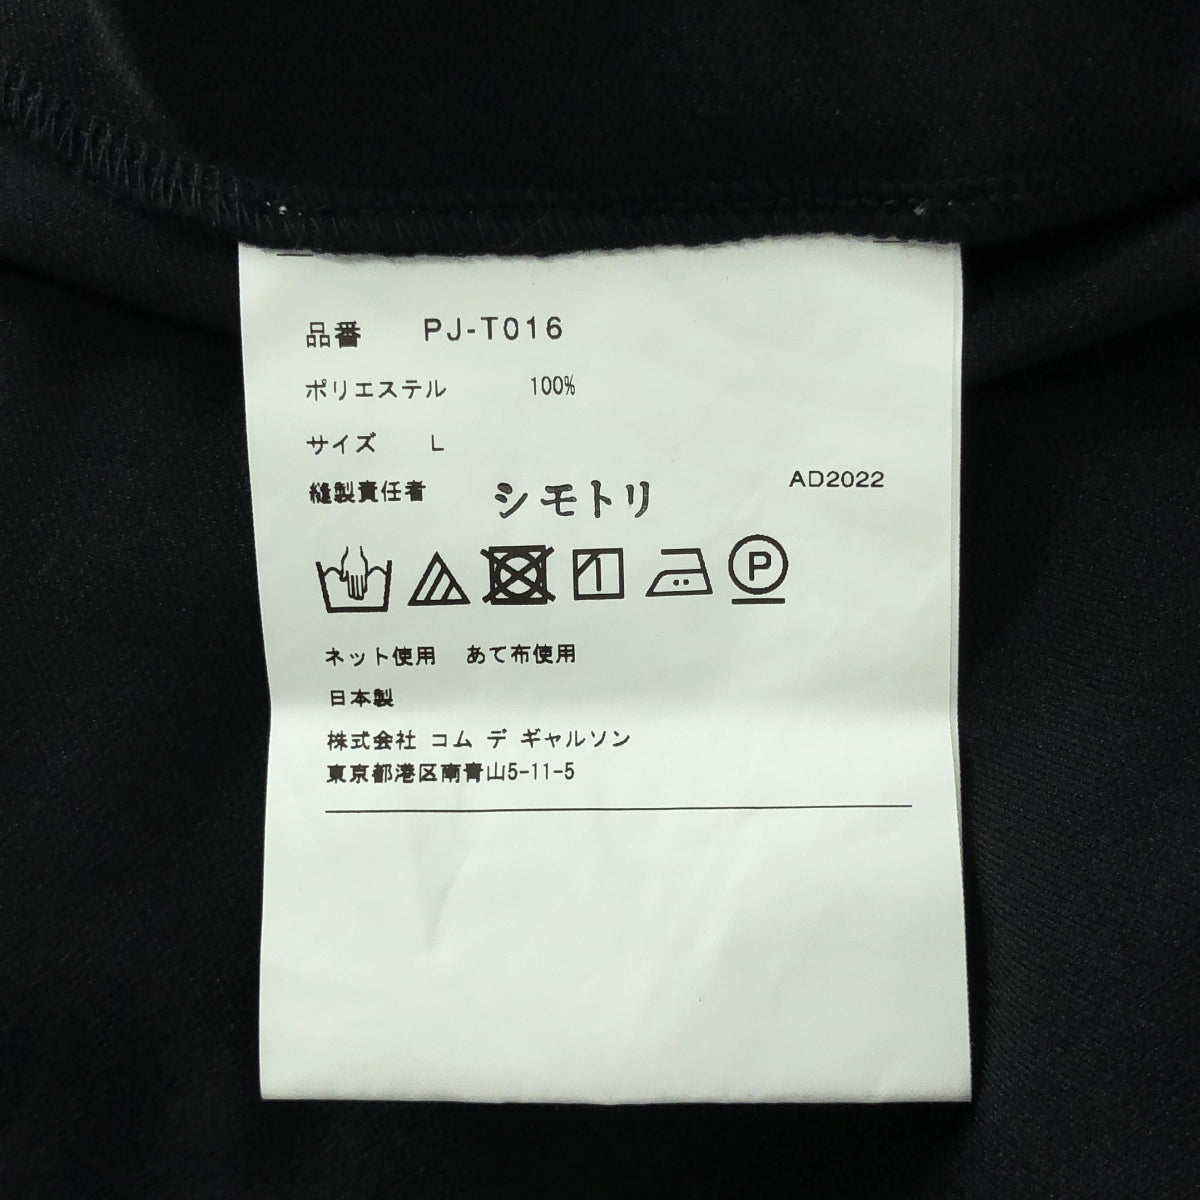 品番 PJ-T016
ポリエステル 100%
サイズ L
縫製責任者 シモトリ AD2022
P
ネット使用 あて布使用
日本製
株式会社 コム デ ギャルソン
東京都港区南青山5-11-5